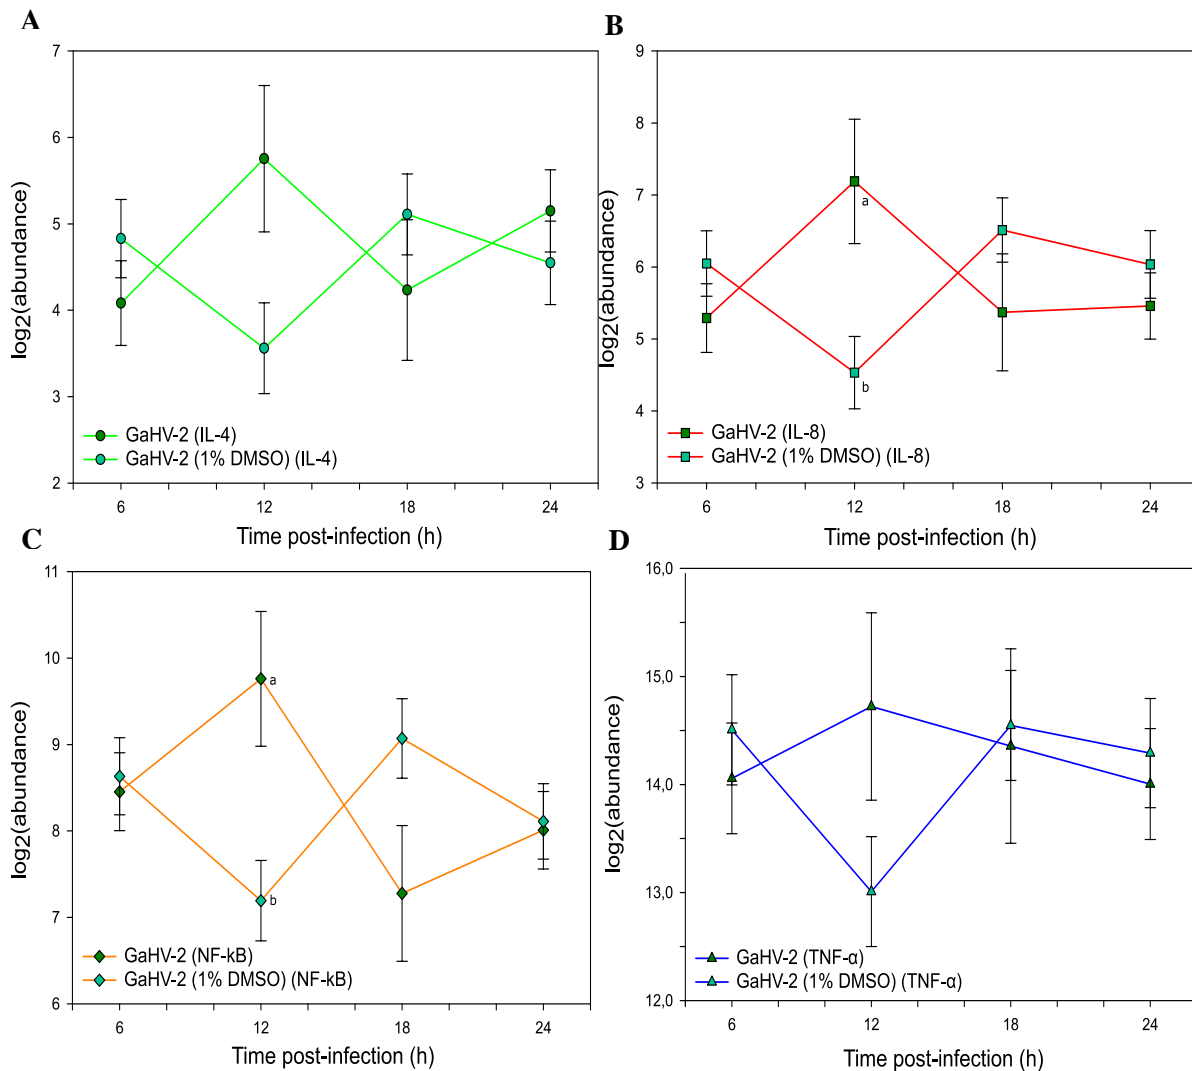 A
7
6
5
4
3
2
log2(abundance)
GaHV-2 (IL-4)
GaHV-2 (1% DMSO) (IL-4)
6 12 18 24
Time post-infection (h)
B
9
8
7
6
5
4
3
log2(abundance)
a
b
GaHV-2 (IL-8)
GaHV-2 (1% DMSO) (IL-8)
6 12 18 24
Time post-infection (h)
C
11
10
9
8
7
6
log2(abundance)
a
b
GaHV-2 (NF-kB)
GaHV-2 (1% DMSO) (NF-kB)
6 12 18 24
Time post-infection (h)
D
16,0
15,0
14,0
13,0
12,0
log2(abundance)
GaHV-2 (TNF-α)
GaHV-2 (1% DMSO) (TNF-α)
6 12 18 24
Time post-infection (h)